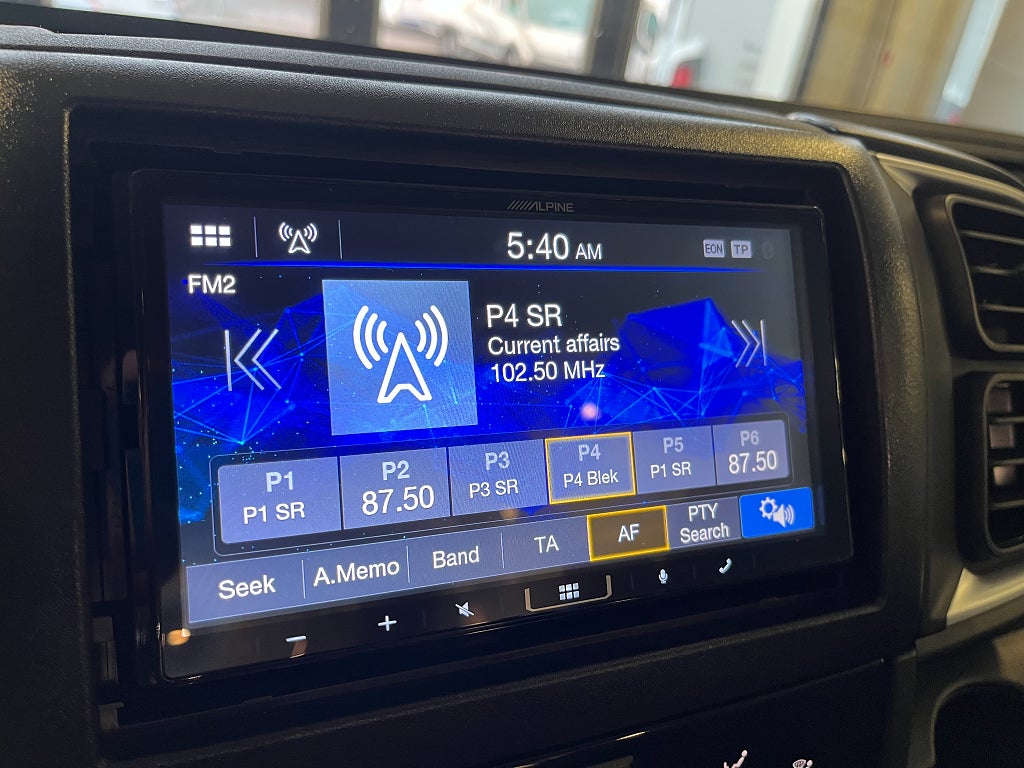 ALPINE
5:40 AM
EON TP
FM2
P4 SR
Current affairs
102.50 MHz
P1 P2 P3 P4 P5 P6
P1 SR 87.50 P3 SR P4 Blek P1 SR 87.50
Seek A.Memo Band TA AF PTY Search